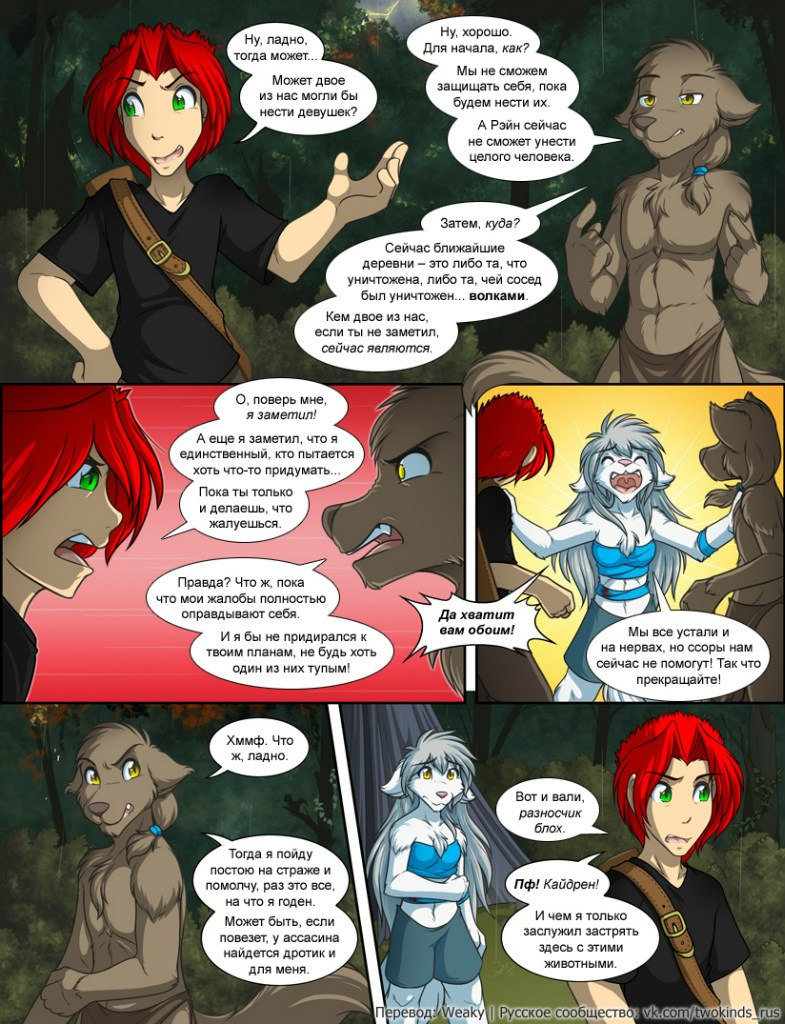 Ну, ладно,
тогда может...
Может двое
из нас могли бы
нести девушек?
Ну, хорошо.
Для начала, как?
Мы не сможем
защищать себя, пока
будем нести их.
А Рэйн сейчас
не сможет унести
целого человека.
Затем, куда?
Сейчас ближайшие
деревни – это либо та, что
уничтожена, либо та, чей сосед
был уничтожен... волками.
Кем двое из нас,
если ты не заметил,
сейчас являются.
О, поверь мне,
я заметил!
А еще я заметил, что я
единственный, кто пытается
хоть что-то придумать...
Пока ты только
и делаешь, что
жалуешься.
Правда? Что ж, пока
что мои жалобы полностью
оправдывают себя.
И я бы не придирался к
твоим планам, не будь хоть
один из них тупым!
Да хватит
вам обоим!
Мы все устали и
на нервах, но ссоры нам
сейчас не помогут! Так что
прекращайте!
Хммф. Что
ж, ладно.
Тогда я пойду
постою на страже и
помолчу, раз это все,
на что я годен.
Может быть, если
повезет, у ассасина
найдется дротик и
для меня.
Вот и вали,
разносчик
блох.
Пф! Кайдрен!
И чем я только
заслужил застрять
здесь с этими
животными.
Перевод: Weaky | Русское сообщество: vk.com/twokinds_rus